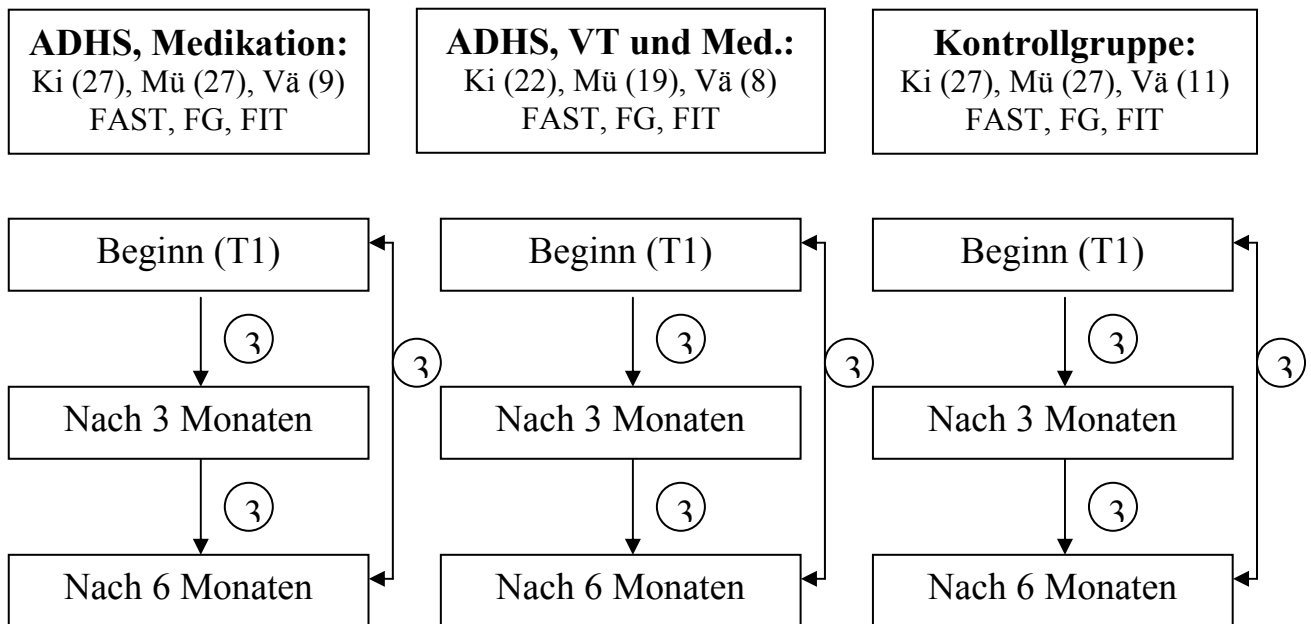 ADHS, Medikation:
Ki (27), Mü (27), Vä (9)
FAST, FG, FIT
ADHS, VT und Med.:
Ki (22), Mü (19), Vä (8)
FAST, FG, FIT
Kontrollgruppe:
Ki (27), Mü (27), Vä (11)
FAST, FG, FIT
Beginn (T1)
3
3
Nach 3 Monaten
3
Nach 6 Monaten
Beginn (T1)
3
3
Nach 3 Monaten
3
Nach 6 Monaten
Beginn (T1)
3
3
Nach 3 Monaten
3
Nach 6 Monaten